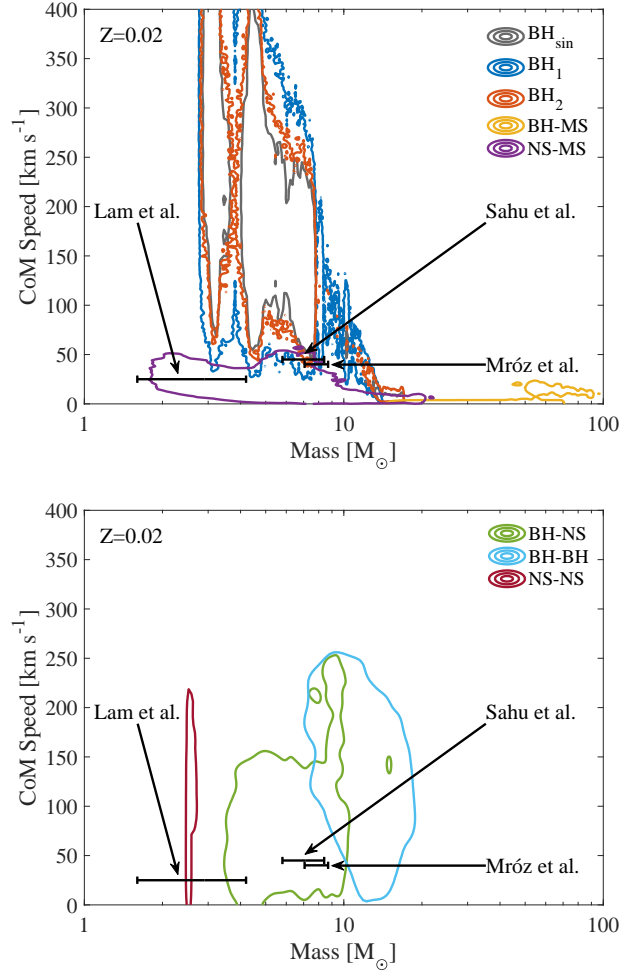 400
350
300
250
200
150
100
50
0
CoM Speed [km s⁻¹]
Z=0.02
BH_sin
BH_1
BH_2
BH-MS
NS-MS
Lam et al.
Sahu et al.
Mróz et al.
1 10 100
Mass [M_⊙]
400
350
300
250
200
150
100
50
0
CoM Speed [km s⁻¹]
Z=0.02
BH-NS
BH-BH
NS-NS
Lam et al.
Sahu et al.
Mróz et al.
1 10 100
Mass [M_⊙]